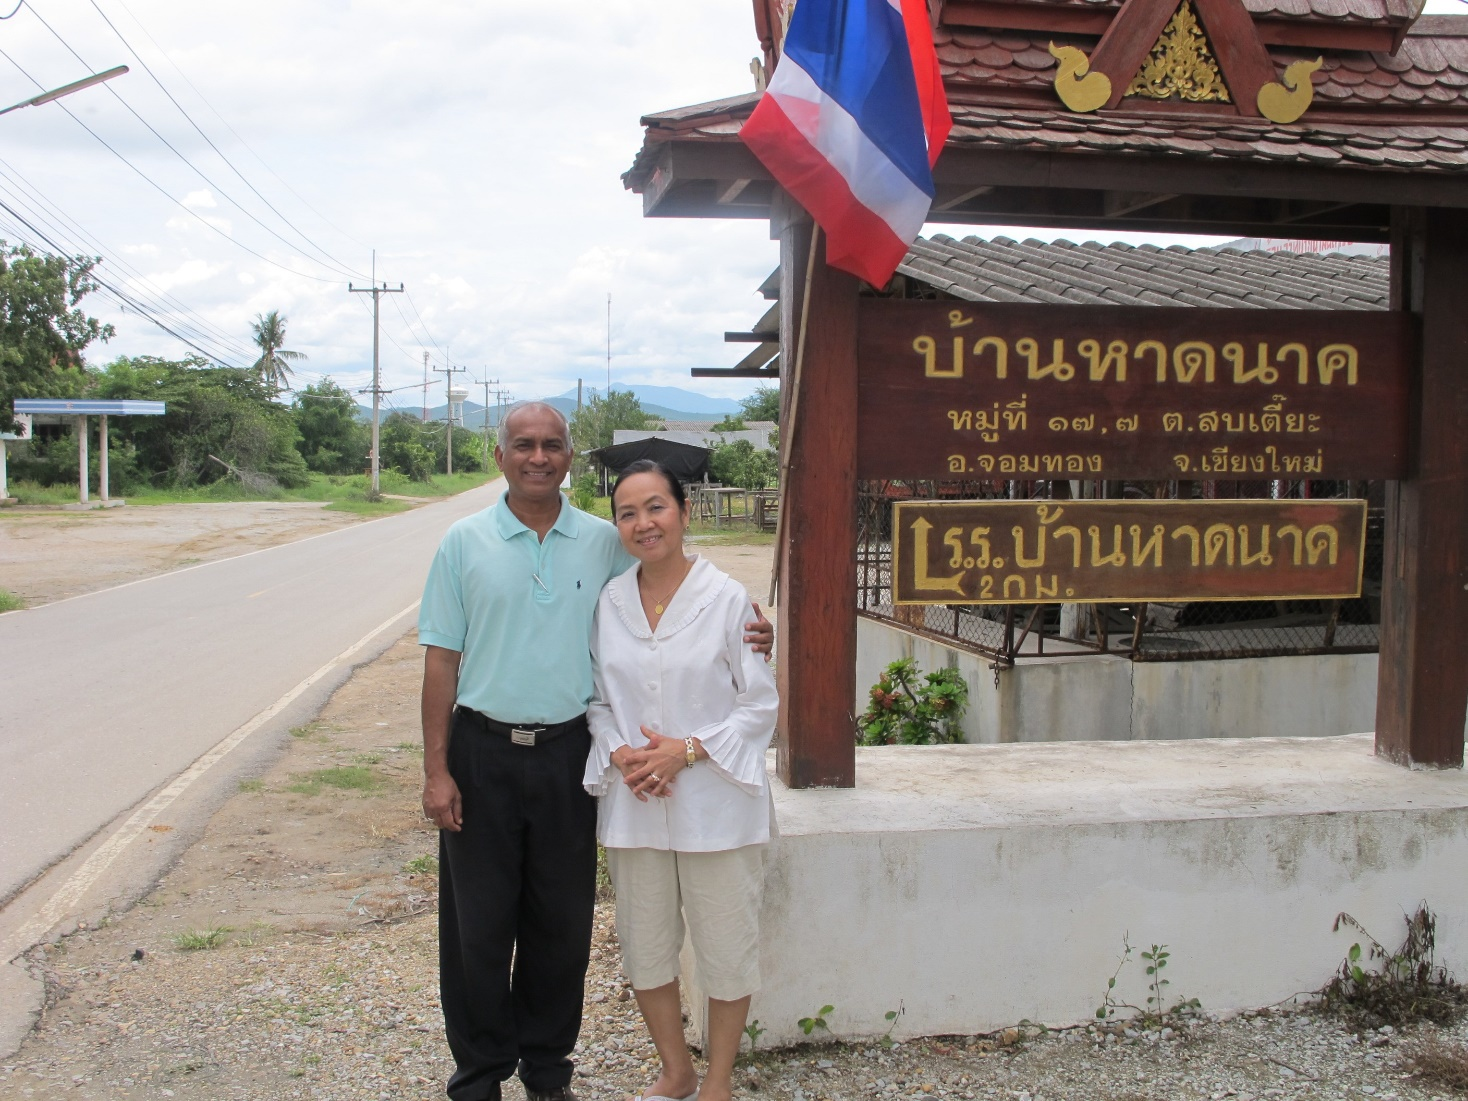 บ้านหาดนาค
หมู่ที่ ๑๗,๗ ต.สบเตี๊ยะ
อ.จอมทอง จ.เชียงใหม่
ร.ร.บ้านหาดนาค
2 กม.